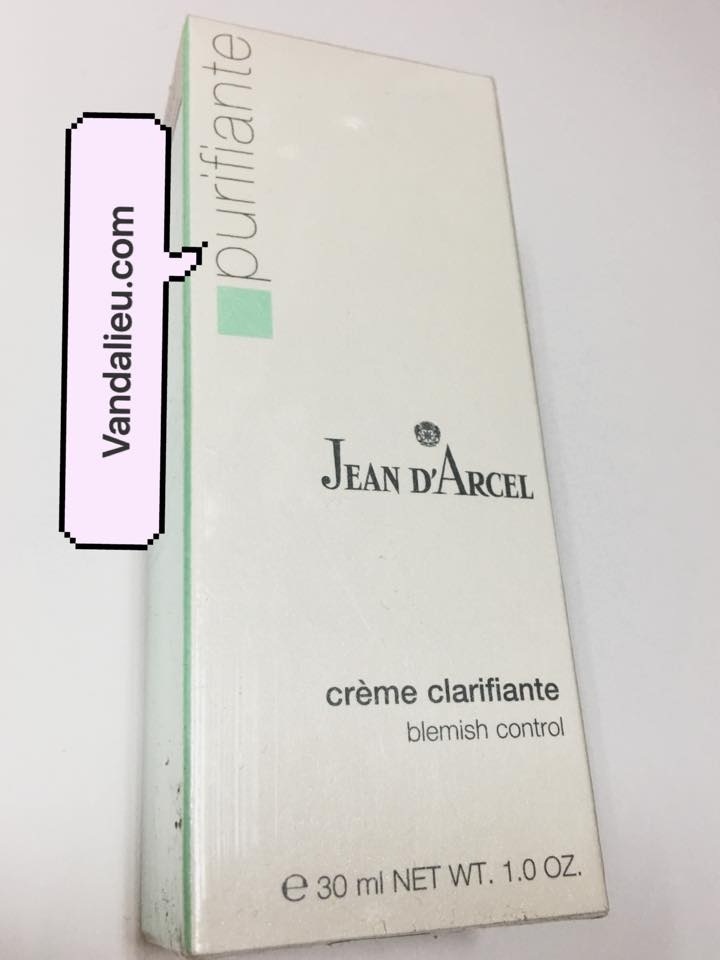 purifiante
Vandalieu.com
JEAN D'ARCEL
crème clarifiante
blemish control
℮ 30 ml NET WT. 1.0 OZ.